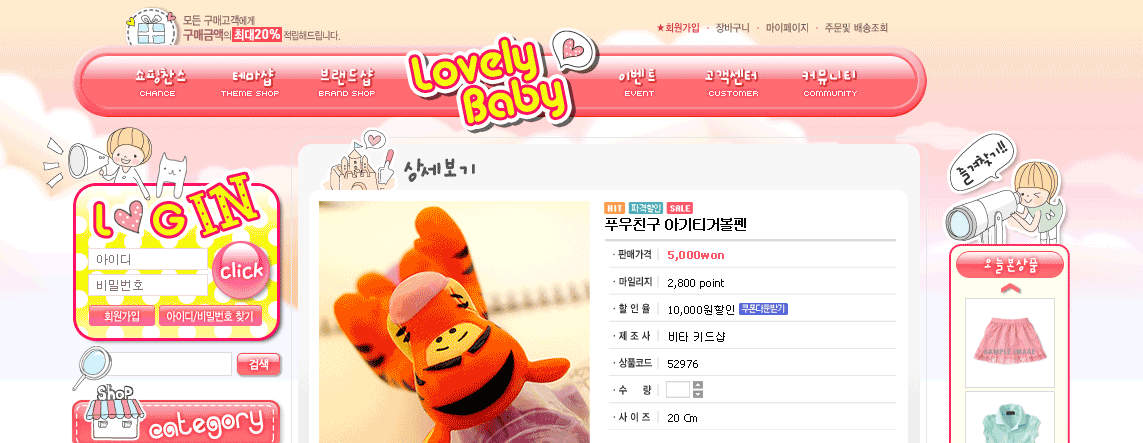 모든 구매고객에게
구매금액의 최대20% 적립해드립니다.
★회원가입 · 장바구니 · 마이페이지 · 주문및 배송조회
쇼핑찬스 테마샵 브랜드샵 Lovely Baby 이벤트 고객센터 커뮤니티
CHANCE THEME SHOP BRAND SHOP EVENT CUSTOMER COMMUNITY
LOGIN
아이디
비밀번호
click
회원가입 아이디/비밀번호 찾기
검색
Shop
category
상세보기
HIT 파격할인 SALE
푸우친구 아기티거볼펜
· 판매가격 5,000won
· 마일리지 2,800 point
· 할 인 율 10,000원할인 쿠폰다운받기
· 제 조 사 비타 키드샵
· 상품코드 52976
· 수 량
· 사 이 즈 20 Cm
즐겨찾기!!
오늘본상품
SAMPLE IMAGE